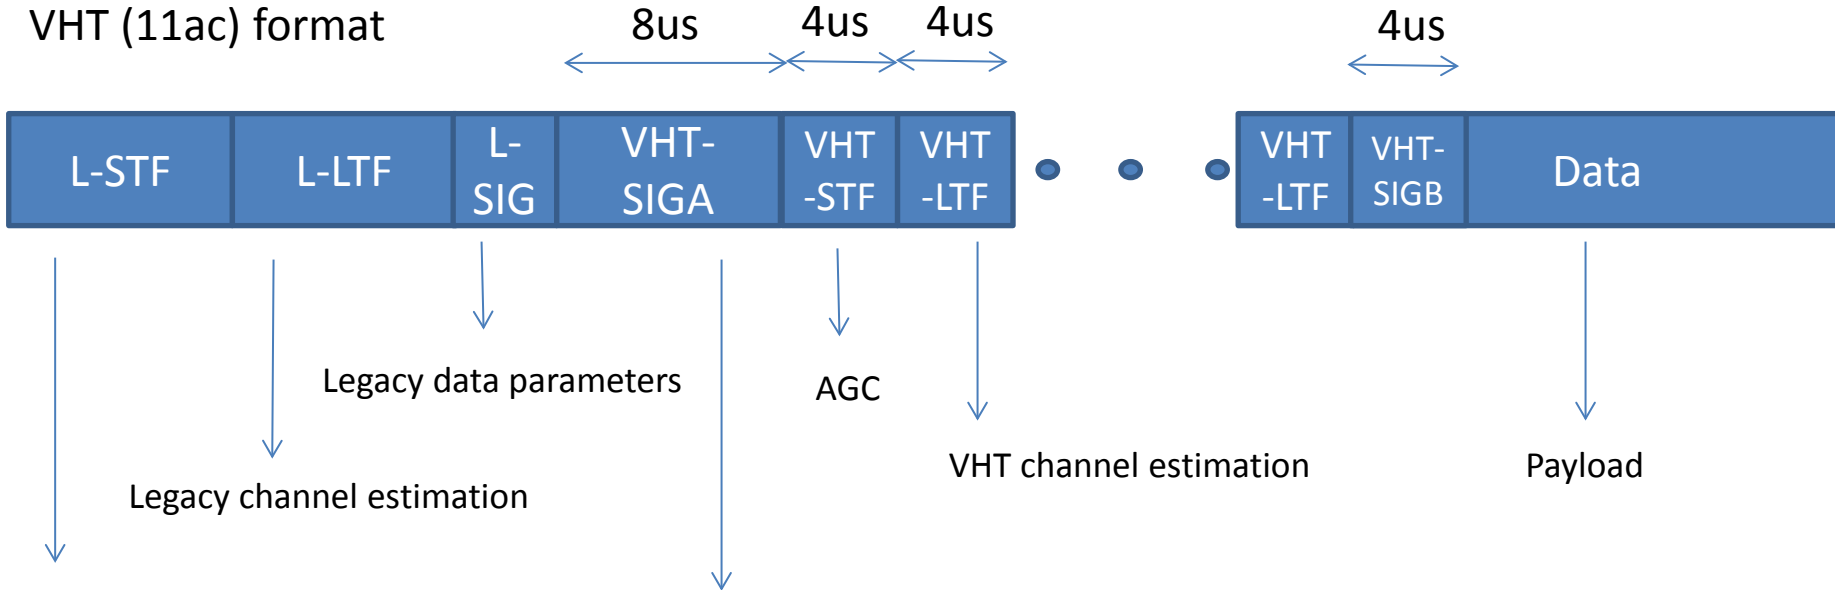 VHT (11ac) format
8us
4us
4us
4us
L-STF
L-LTF
L-
SIG
VHT-
SIGA
VHT
-STF
VHT
-LTF
VHT
-LTF
VHT-
SIGB
Data
Legacy data parameters
AGC
VHT channel estimation
Payload
Legacy channel estimation